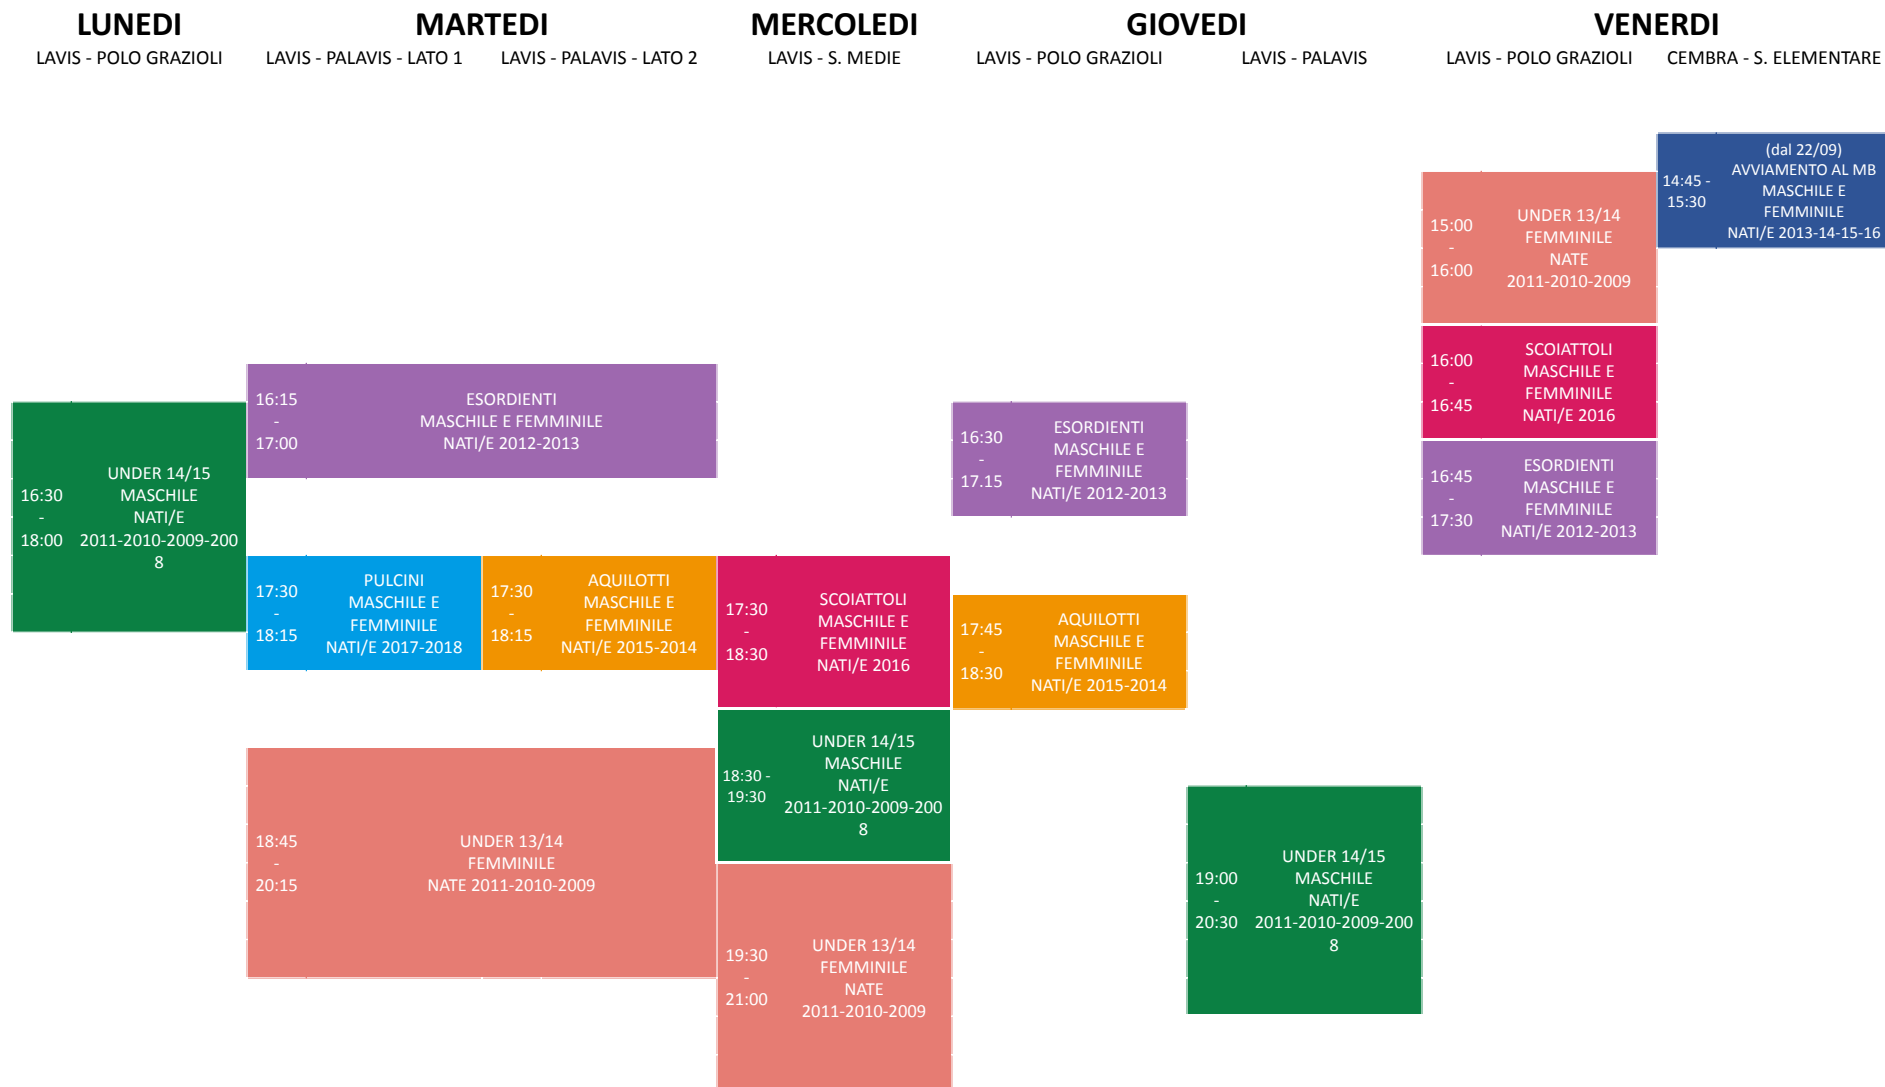 LUNEDI
LAVIS - POLO GRAZIOLI
16:30
-
18:00
UNDER 14/15
MASCHILE
NATI/E
2011-2010-2009-200
8
MARTEDI
LAVIS - PALAVIS - LATO 1
LAVIS - PALAVIS - LATO 2
16:15
-
17:00
ESORDIENTI
MASCHILE E FEMMINILE
NATI/E 2012-2013
17:30
-
18:15
PULCINI
MASCHILE E
FEMMINILE
NATI/E 2017-2018
17:30
-
18:15
AQUILOTTI
MASCHILE E
FEMMINILE
NATI/E 2015-2014
18:45
-
20:15
UNDER 13/14
FEMMINILE
NATE 2011-2010-2009
MERCOLEDI
LAVIS - S. MEDIE
17:30
-
18:30
SCOIATTOLI
MASCHILE E
FEMMINILE
NATI/E 2016
18:30 -
19:30
UNDER 14/15
MASCHILE
NATI/E
2011-2010-2009-200
8
19:30
-
21:00
UNDER 13/14
FEMMINILE
NATE
2011-2010-2009
GIOVEDI
LAVIS - POLO GRAZIOLI
LAVIS - PALAVIS
16:30
-
17.15
ESORDIENTI
MASCHILE E
FEMMINILE
NATI/E 2012-2013
17:45
-
18:30
AQUILOTTI
MASCHILE E
FEMMINILE
NATI/E 2015-2014
19:00
-
20:30
UNDER 14/15
MASCHILE
NATI/E
2011-2010-2009-200
8
VENERDI
LAVIS - POLO GRAZIOLI
CEMBRA - S. ELEMENTARE
15:00
-
16:00
UNDER 13/14
FEMMINILE
NATE
2011-2010-2009
16:00
-
16:45
SCOIATTOLI
MASCHILE E
FEMMINILE
NATI/E 2016
16:45
-
17:30
ESORDIENTI
MASCHILE E
FEMMINILE
NATI/E 2012-2013
14:45 -
15:30
(dal 22/09)
AVVIAMENTO AL MB
MASCHILE E
FEMMINILE
NATI/E 2013-14-15-16